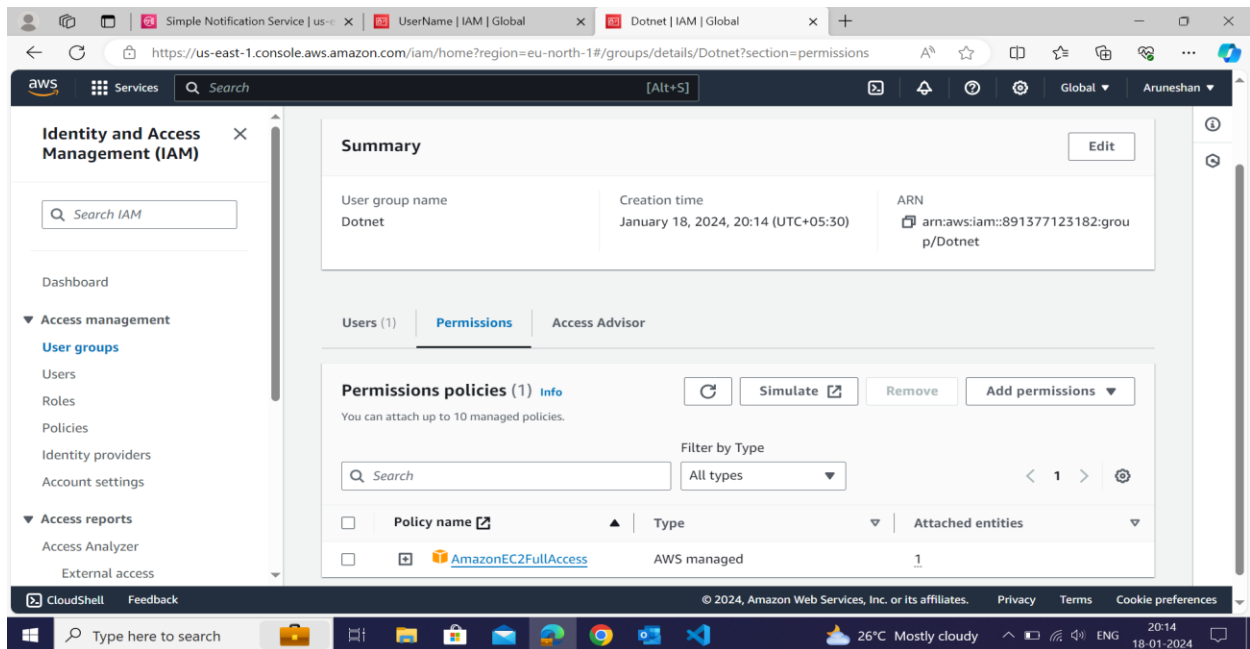 Simple Notification Service | us-e
UserName | IAM | Global
Dotnet | IAM | Global
https://us-east-1.console.aws.amazon.com/iam/home?region=eu-north-1#/groups/details/Dotnet?section=permissions
aws
Services
Search
[Alt+S]
Global
Aruneshan
Identity and Access
Management (IAM)
Search IAM
Dashboard
Access management
User groups
Users
Roles
Policies
Identity providers
Account settings
Access reports
Access Analyzer
External access
Summary
Edit
User group name
Dotnet
Creation time
January 18, 2024, 20:14 (UTC+05:30)
ARN
arn:aws:iam::891377123182:grou
p/Dotnet
Users (1)
Permissions
Access Advisor
Permissions policies (1) Info
You can attach up to 10 managed policies.
Simulate
Remove
Add permissions
Filter by Type
Search
All types
1
Policy name
Type
Attached entities
AmazonEC2FullAccess
AWS managed
1
CloudShell
Feedback
© 2024, Amazon Web Services, Inc. or its affiliates.
Privacy
Terms
Cookie preferences
Type here to search
26°C Mostly cloudy
ENG
20:14
18-01-2024